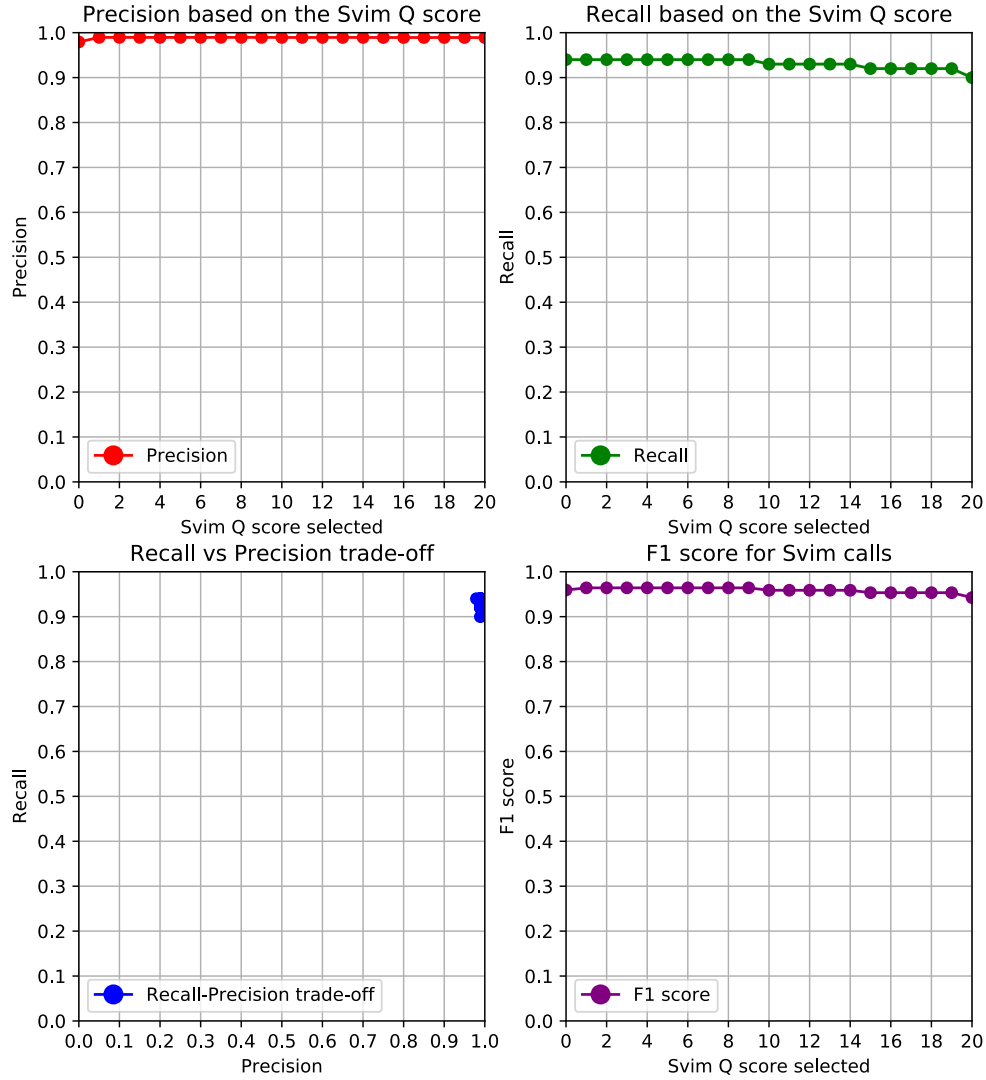 Precision based on the Svim Q score
1.0
0.9
0.8
0.7
0.6
0.5
0.4
0.3
0.2
0.1
0.0
Precision
Precision
0 2 4 6 8 10 12 14 16 18 20
Svim Q score selected
Recall based on the Svim Q score
1.0
0.9
0.8
0.7
0.6
0.5
0.4
0.3
0.2
0.1
0.0
Recall
Recall
0 2 4 6 8 10 12 14 16 18 20
Svim Q score selected
Recall vs Precision trade-off
1.0
0.9
0.8
0.7
0.6
0.5
0.4
0.3
0.2
0.1
0.0
Recall
Recall-Precision trade-off
0.0 0.1 0.2 0.3 0.4 0.5 0.6 0.7 0.8 0.9 1.0
Precision
F1 score for Svim calls
1.0
0.9
0.8
0.7
0.6
0.5
0.4
0.3
0.2
0.1
0.0
F1 score
F1 score
0 2 4 6 8 10 12 14 16 18 20
Svim Q score selected